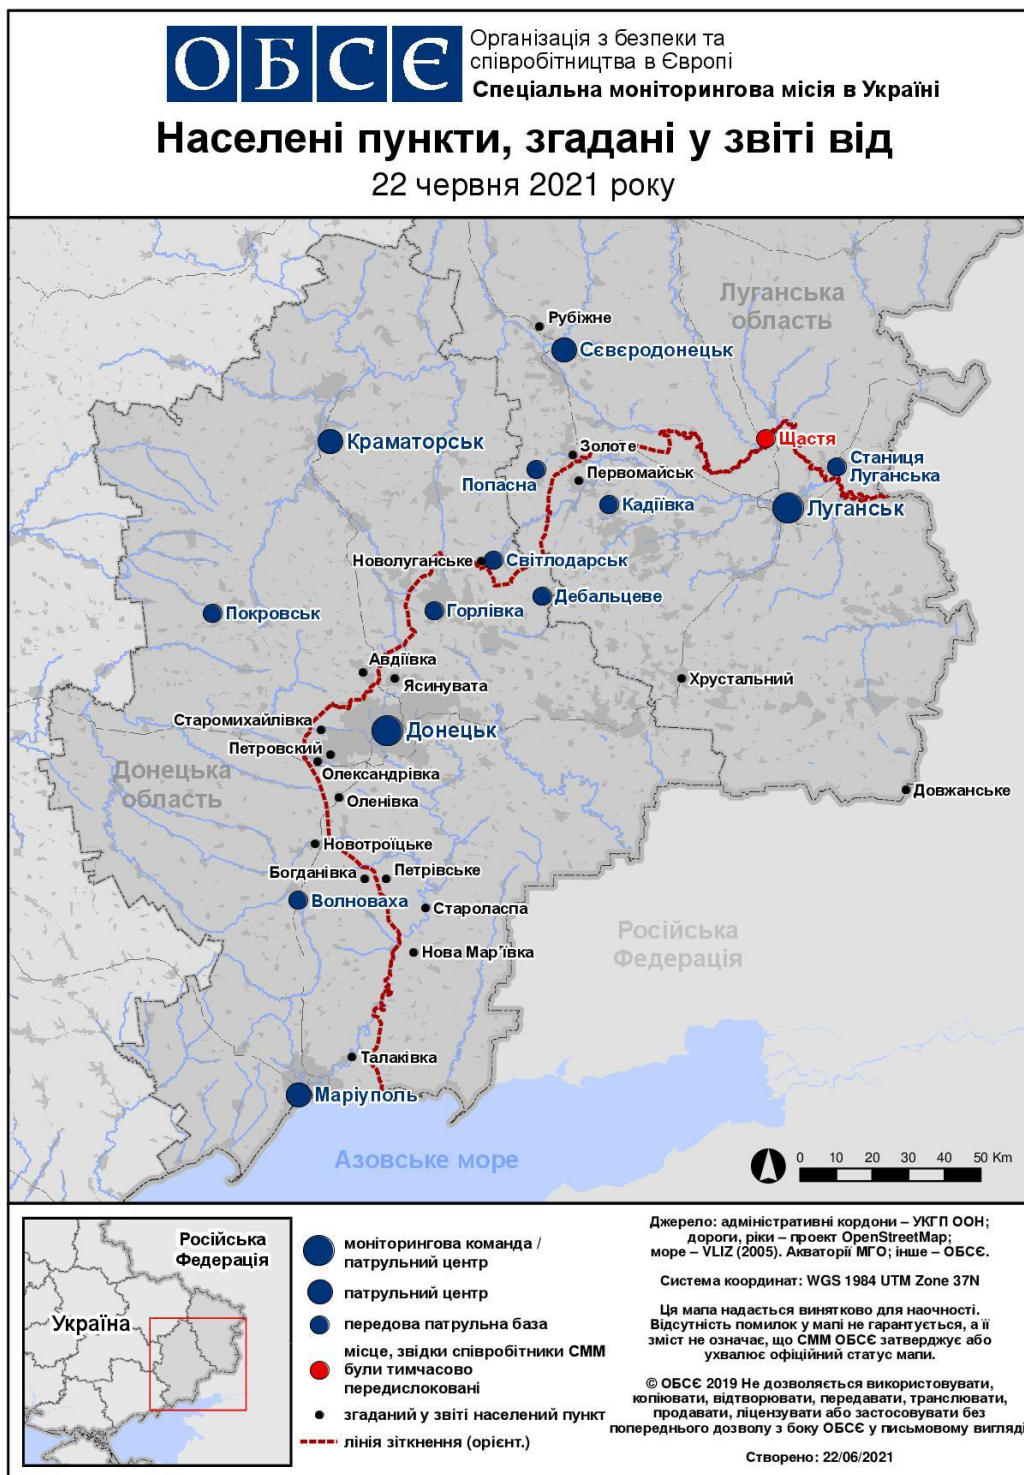 ОБСЄ
Організація з безпеки та
співробітництва в Європі
Спеціальна моніторингова місія в Україні
Населені пункти, згадані у звіті від
22 червня 2021 року
Луганська
область
Рубіжне
Сєвєродонецьк
Краматорськ
Щастя
Золоте
Станиця
Луганська
Попасна
Первомайськ
Кадіївка
Луганськ
Новолуганське
Світлодарськ
Дебальцеве
Покровськ
Горлівка
Авдіївка
Ясинувата
Хрустальний
Старомихайлівка
Донецьк
Петровский
Донецька
область
Олександрівка
Оленівка
Довжанське
Новотроїцьке
Богданівка
Петрівське
Волноваха
Староласпа
Російська
Федерація
Нова Мар'ївка
Талаківка
Маріуполь
Азовське море
0 10 20 30 40 50 Km
Російська
Федерація
Україна
моніторингова команда /
патрульний центр
патрульний центр
передова патрульна база
місце, звідки співробітники СММ
були тимчасово
передислоковані
згаданий у звіті населений пункт
лінія зіткнення (орієнт.)
Джерело: адміністративні кордони – УКГП ООН;
дороги, ріки – проект OpenStreetMap;
море – VLIZ (2005). Акваторії МГО; інше – ОБСЄ.
Система координат: WGS 1984 UTM Zone 37N
Ця мапа надається винятково для наочності.
Відсутність помилок у мапі не гарантується, а її
зміст не означає, що СММ ОБСЄ затверджує або
ухвалює офіційний статус мапи.
© ОБСЄ 2019 Не дозволяється використовувати,
копіювати, відтворювати, передавати, транслювати,
продавати, ліцензувати або застосовувати без
попереднього дозволу з боку ОБСЄ у письмовому вигляді
Створено: 22/06/2021